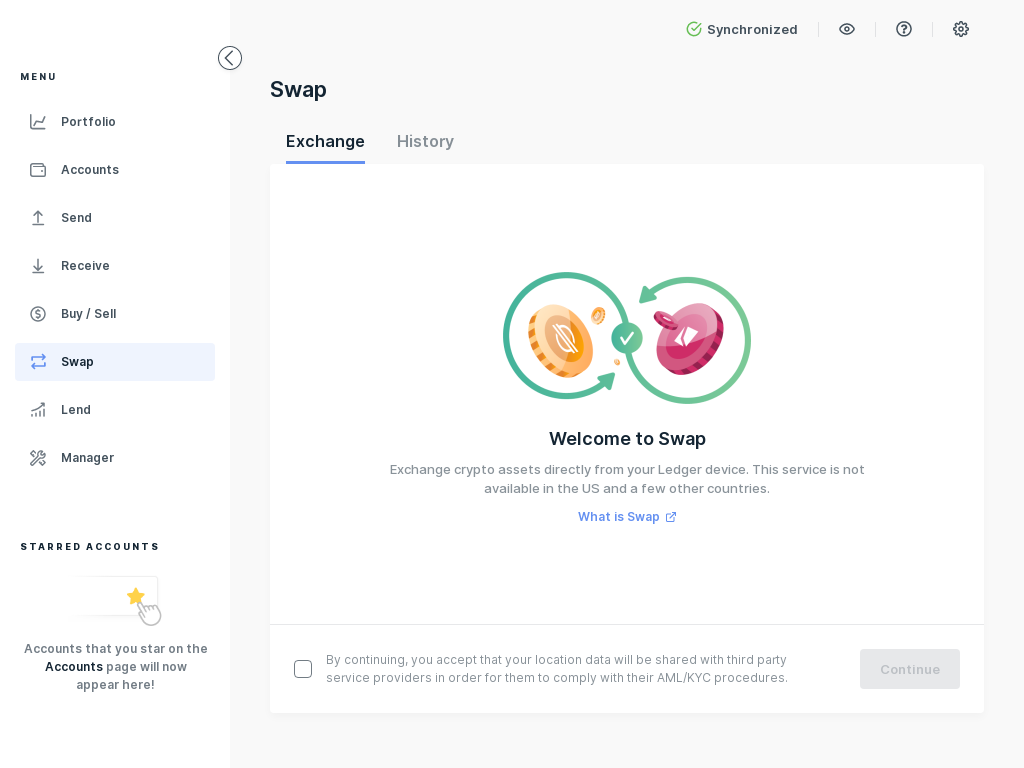 Synchronized
MENU
Portfolio
Accounts
Send
Receive
Buy / Sell
Swap
Lend
Manager
STARRED ACCOUNTS
Accounts that you star on the
Accounts page will now
appear here!
Swap
Exchange
History
Welcome to Swap
Exchange crypto assets directly from your Ledger device. This service is not
available in the US and a few other countries.
What is Swap
By continuing, you accept that your location data will be shared with third party
service providers in order for them to comply with their AML/KYC procedures.
Continue